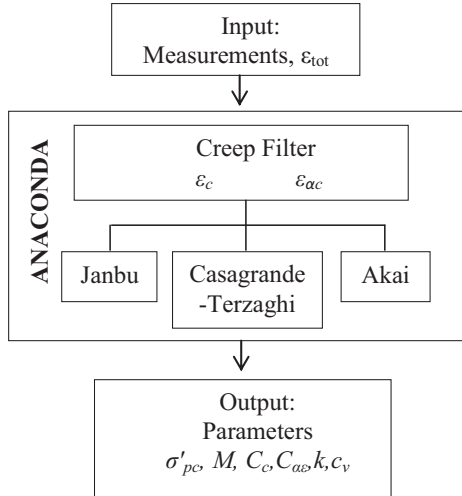 Input:
Measurements, εtot
ANACONDA
Creep Filter
εc εαc
Janbu
Casagrande
-Terzaghi
Akai
Output:
Parameters
σ'pc, M, Cc,Cαε,k,cv